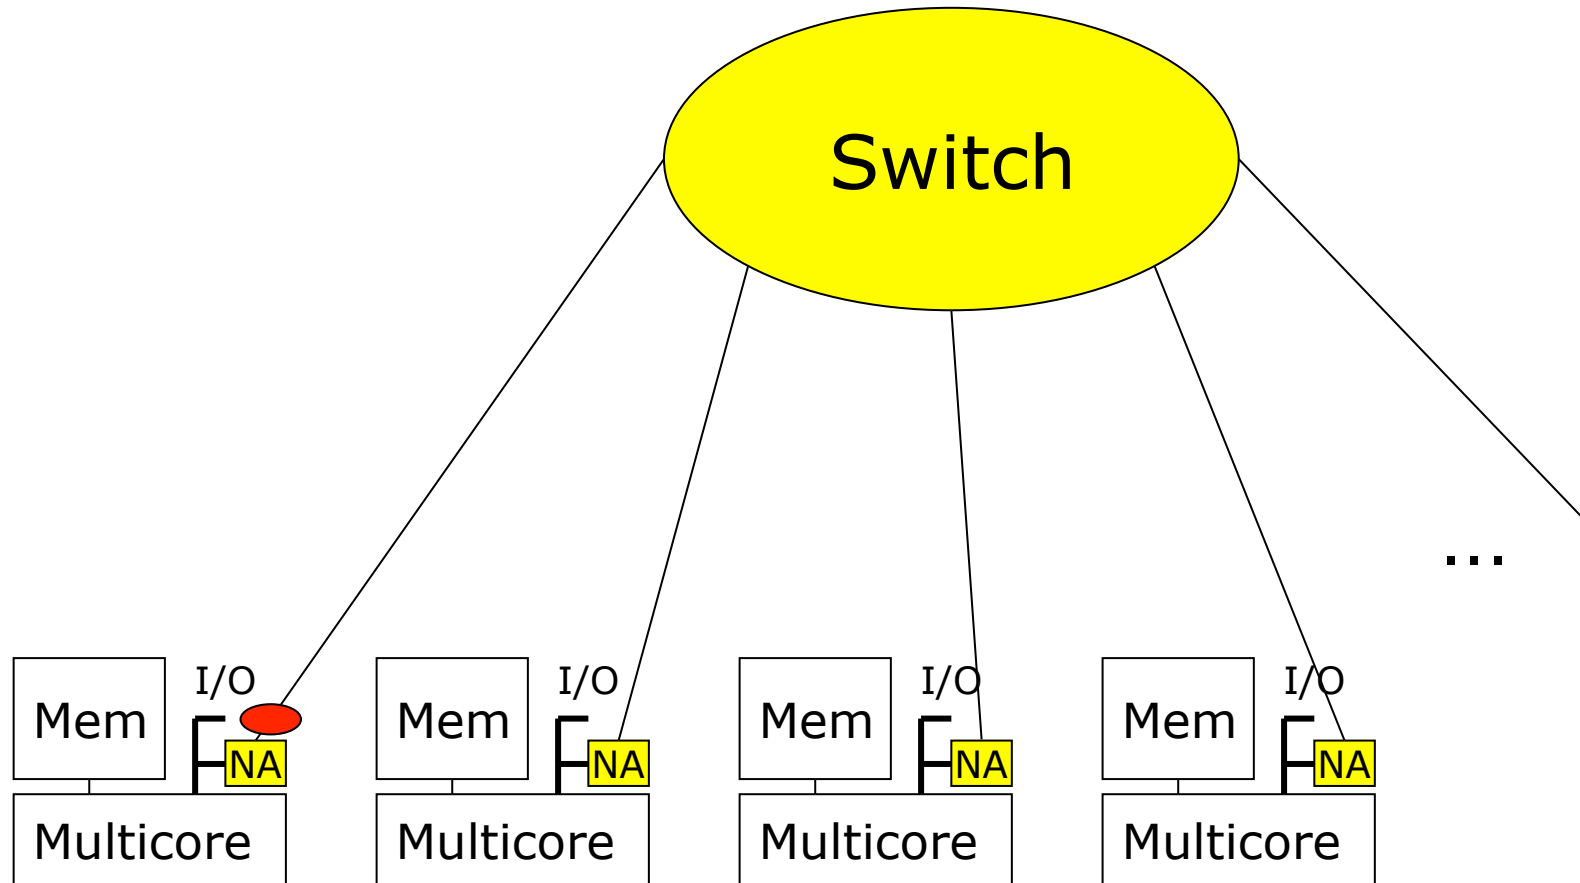 Switch
...
I/O I/O I/O I/O
Mem Mem Mem Mem
NA NA NA NA
Multicore Multicore Multicore Multicore